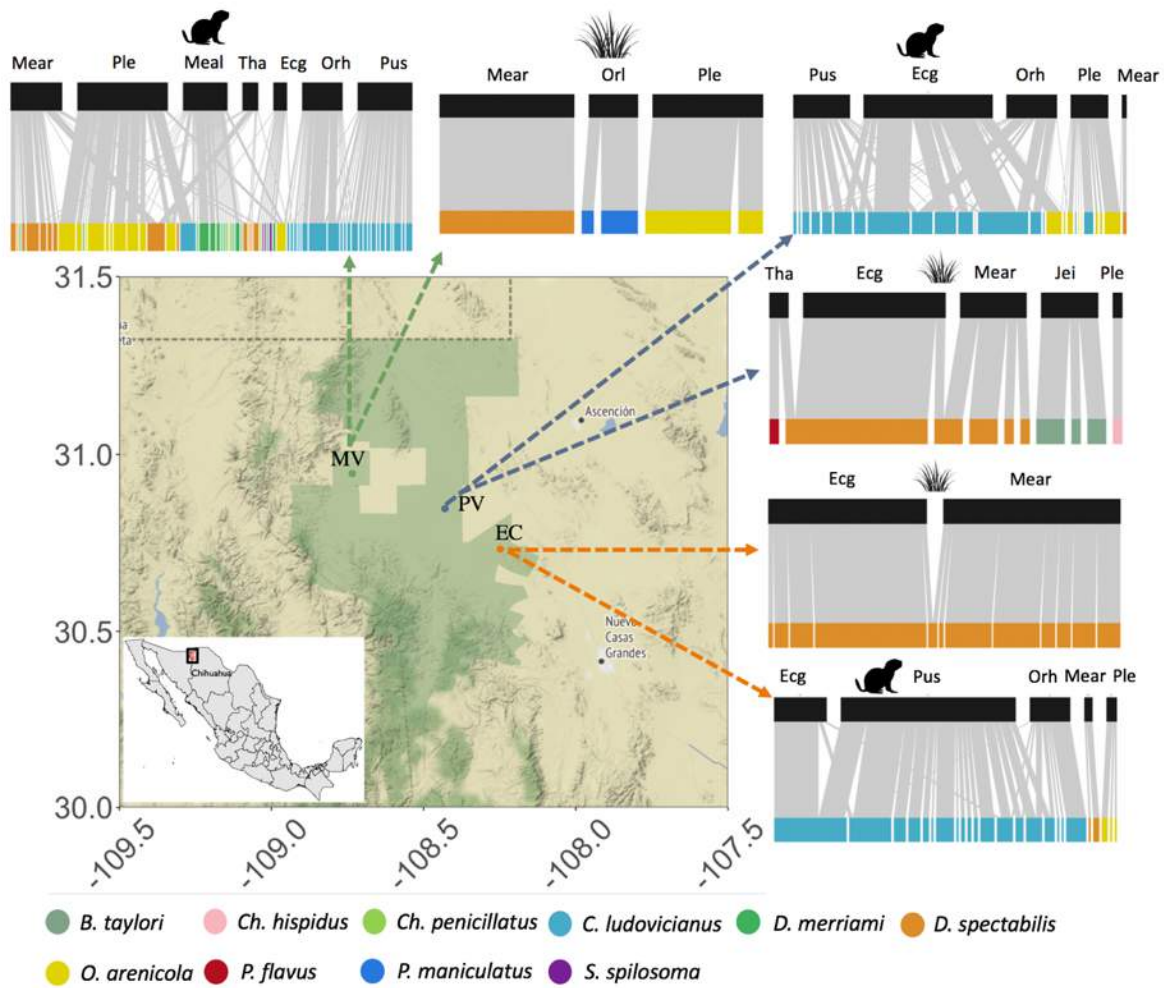 Mear Ple Meal Tha Ecg Orh Pus
Mear Orl Ple
Pus Ecg Orh Ple Mear
Tha Ecg Mear Jei Ple
Ecg Mear
Ecg Pus Orh Mear Ple
31.5
31.0
30.5
30.0
-109.5 -109.0 -108.5 -108.0 -107.5
Ascención
MV
PV
EC
Nuevo
Casas
Grandes
Chihuahua
B. taylori Ch. hispidus Ch. penicillatus C. ludovicianus D. merriami D. spectabilis
O. arenicola P. flavus P. maniculatus S. spilosoma